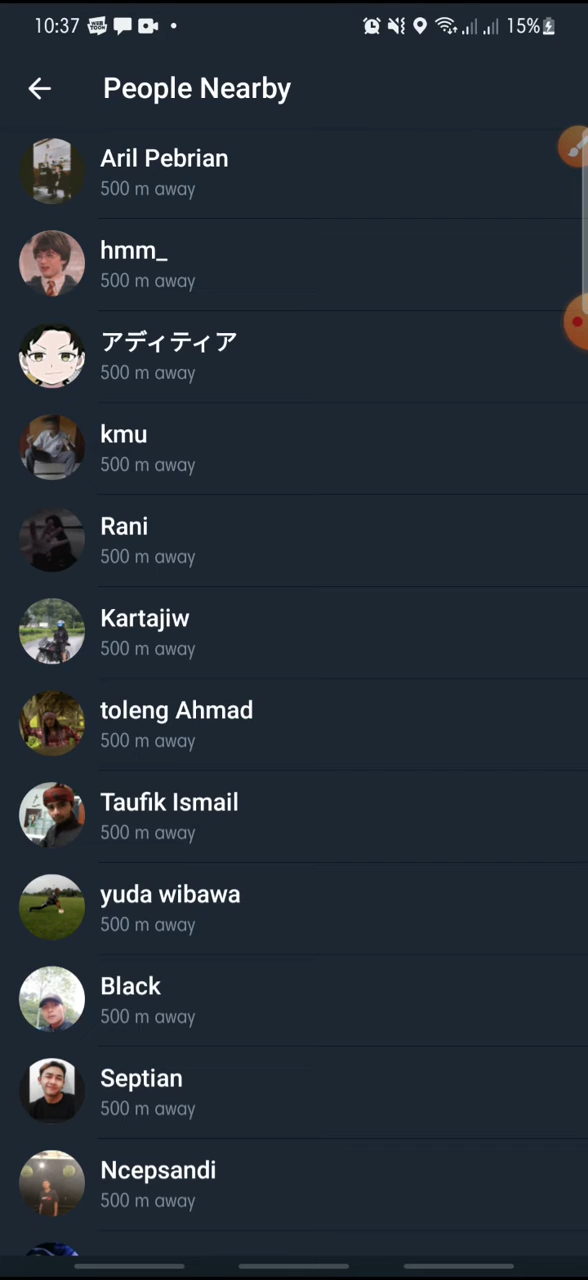 10:37
WEB
TOON
15%
People Nearby
Aril Pebrian
500 m away
hmm_
500 m away
アディティア
500 m away
kmu
500 m away
Rani
500 m away
Kartajiw
500 m away
toleng Ahmad
500 m away
Taufik Ismail
500 m away
yuda wibawa
500 m away
Black
500 m away
Septian
500 m away
Ncepsandi
500 m away